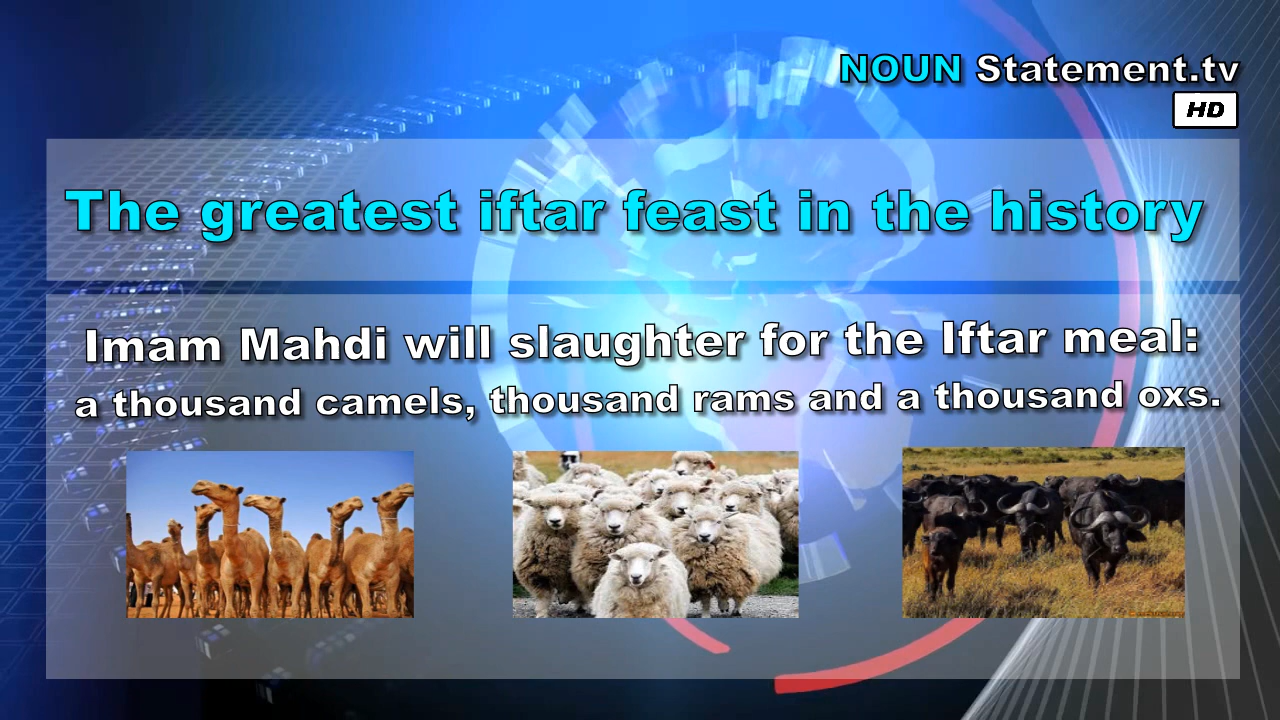 NOUN Statement.tv
HD
The greatest iftar feast in the history
Imam Mahdi will slaughter for the Iftar meal:
a thousand camels, thousand rams and a thousand oxs.